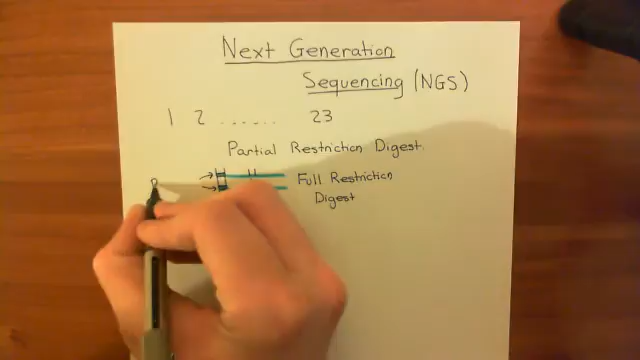 Next Generation
Sequencing (NGS)
1 2 ...... 23
Partial Restriction Digest.
Full Restriction
Digest